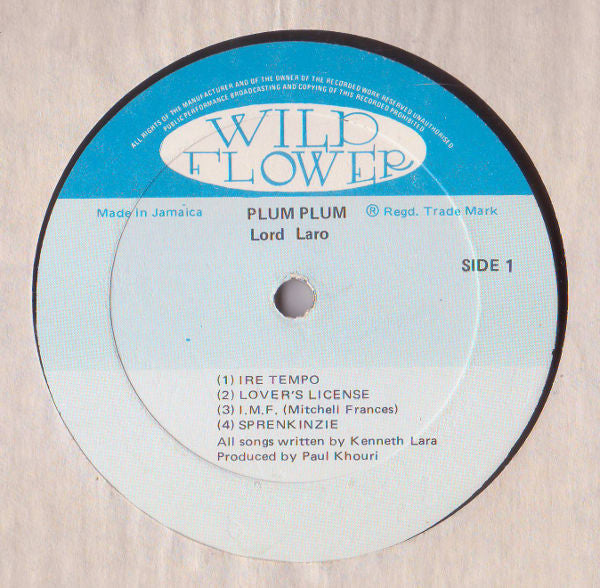 ALL RIGHTS OF THE MANUFACTURER AND OF THE OWNER OF THE RECORDED WORK RESERVED UNAUTHORISED
PUBLIC PERFORMANCE BROADCASTING AND COPYING OF THIS RECORDED PROHIBITED
WILD
FLOWER
Made in Jamaica
PLUM PLUM
® Regd. Trade Mark
Lord Laro
SIDE 1
(1) IRE TEMPO
(2) LOVER'S LICENSE
(3) I.M.F. (Mitchell Frances)
(4) SPRENKINZIE
All songs written by Kenneth Lara
Produced by Paul Khouri